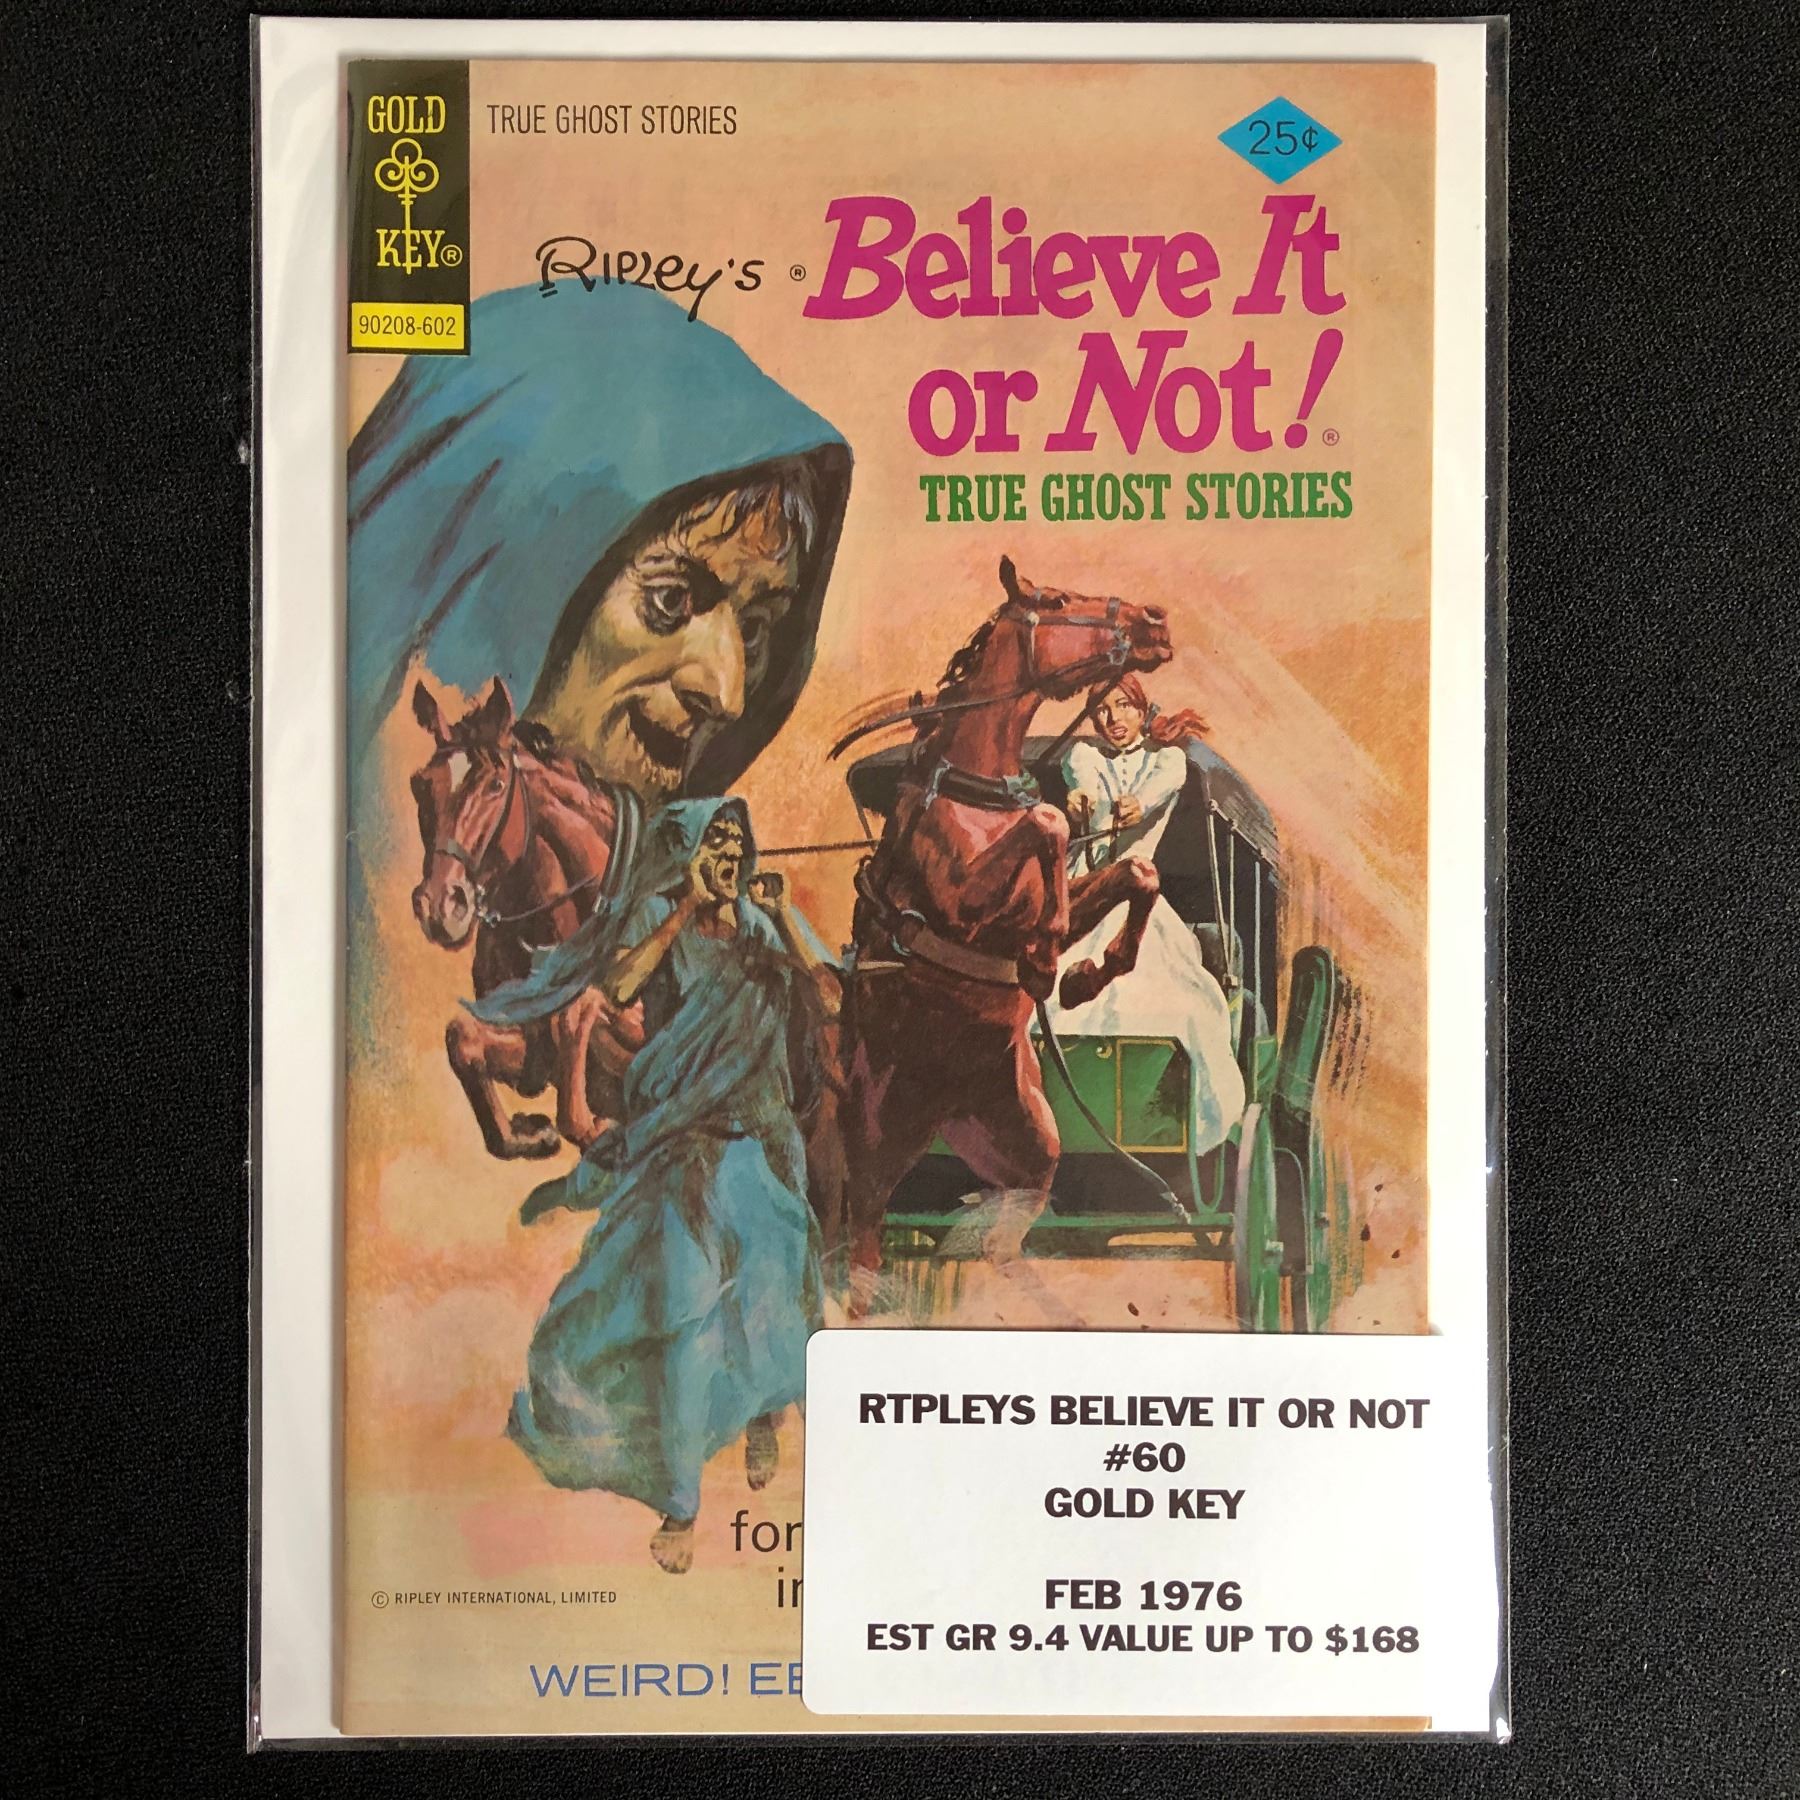 GOLD
KEY®
90208-602
TRUE GHOST STORIES
25¢
Ripley's ® Believe It
or Not! ®
TRUE GHOST STORIES
for
© RIPLEY INTERNATIONAL, LIMITED
WEIRD!
RTPLEYS BELIEVE IT OR NOT
#60
GOLD KEY
FEB 1976
EST GR 9.4 VALUE UP TO $168